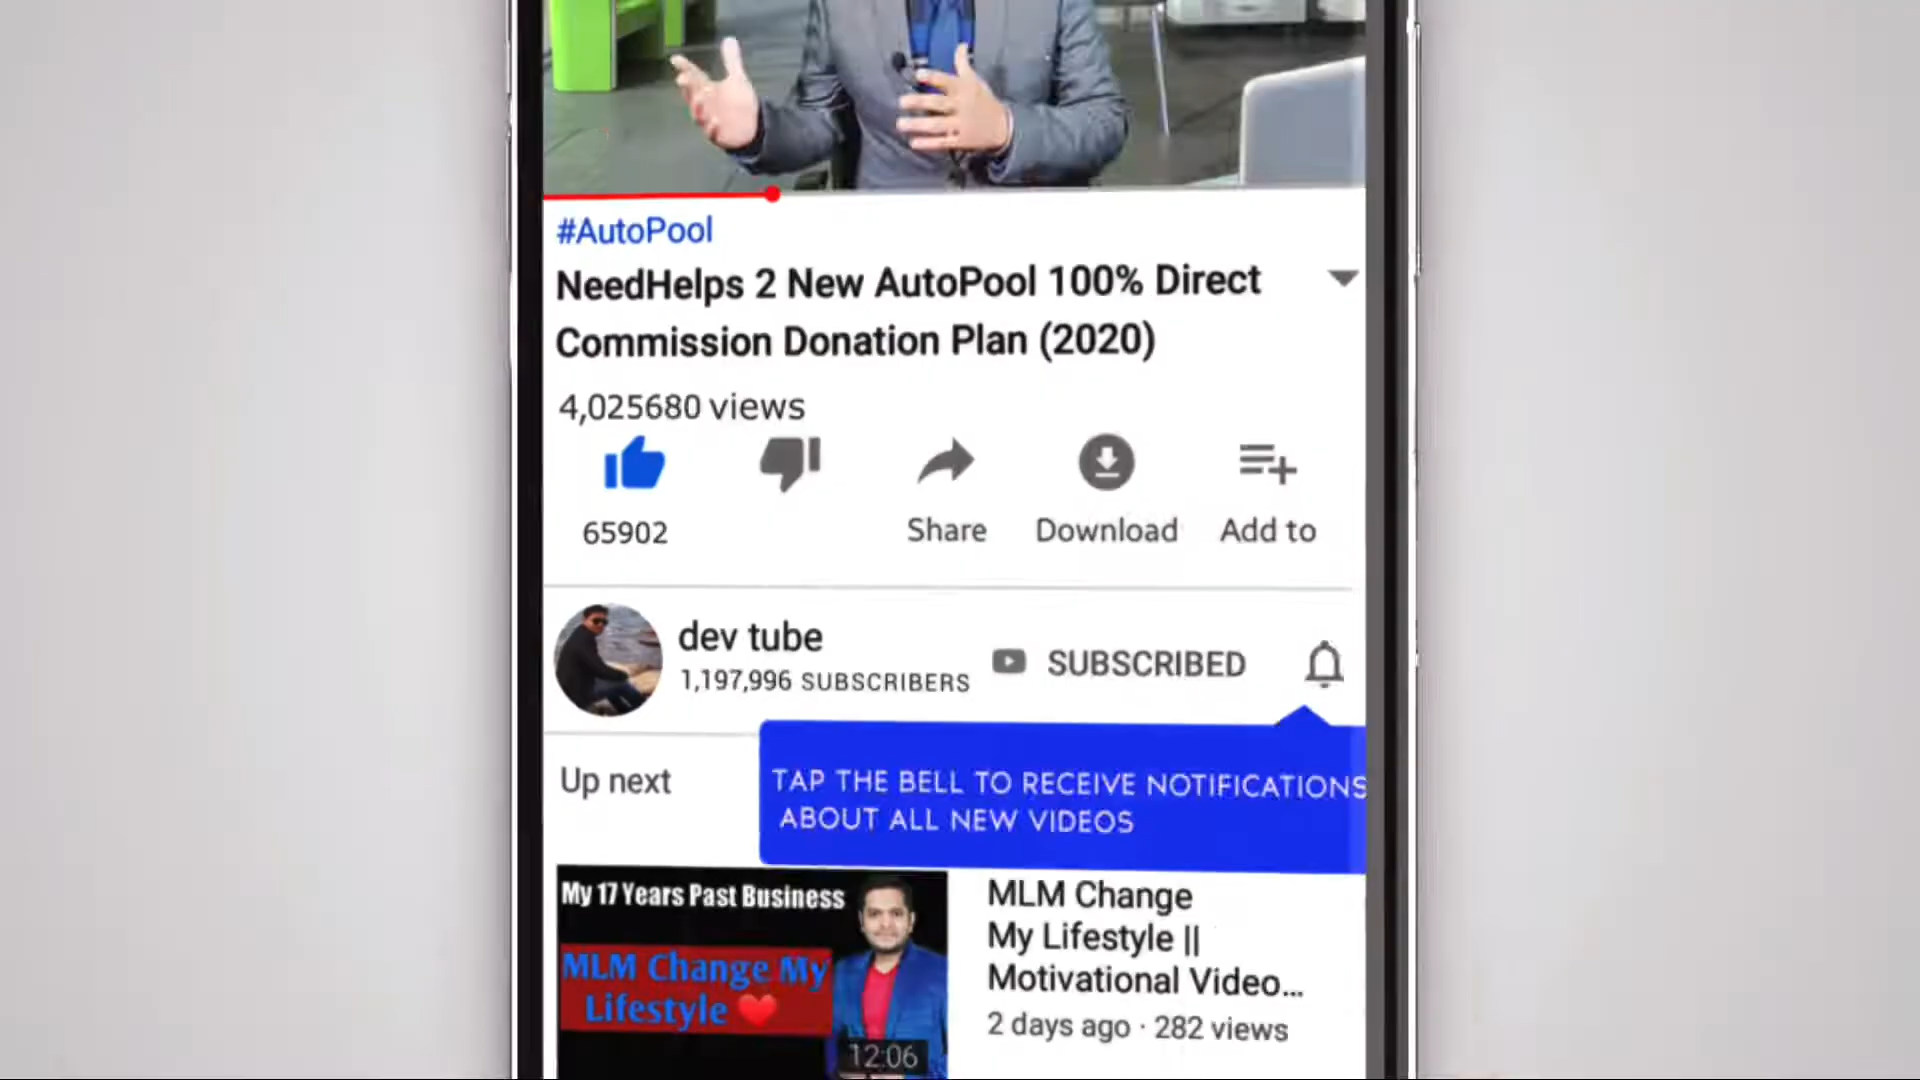 #AutoPool
NeedHelps 2 New AutoPool 100% Direct
Commission Donation Plan (2020)
4,025680 views
65902
Share
Download
Add to
dev tube
1,197,996 SUBSCRIBERS
SUBSCRIBED
TAP THE BELL TO RECEIVE NOTIFICATIONS
ABOUT ALL NEW VIDEOS
Up next
My 17 Years Past Business
MLM Change My
Lifestyle ❤
12:06
MLM Change
My Lifestyle ||
Motivational Video...
2 days ago · 282 views